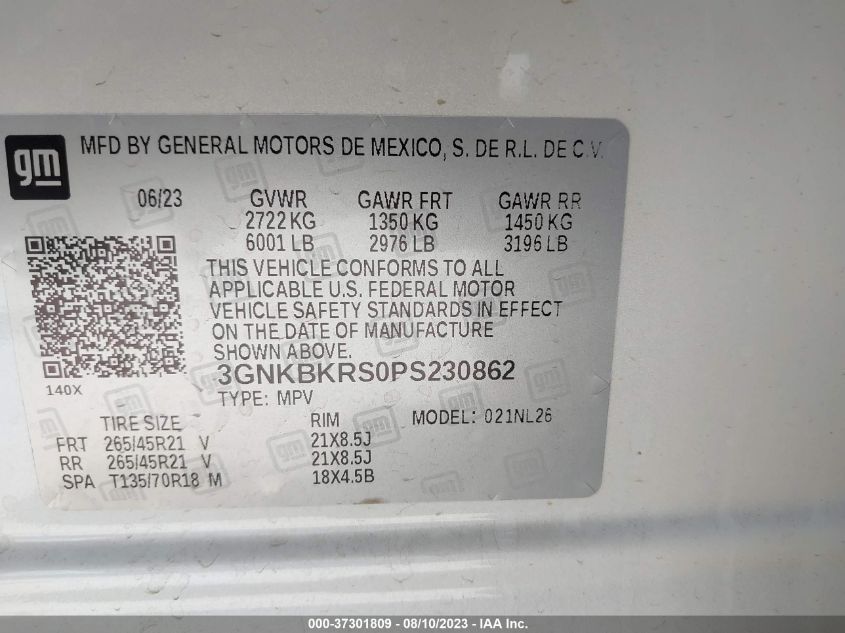 gm
MFD BY GENERAL MOTORS DE MEXICO, S. DE R.L. DE C.V.
06/23 GVWR GAWR FRT GAWR RR
2722 KG 1350 KG 1450 KG
6001 LB 2976 LB 3196 LB
THIS VEHICLE CONFORMS TO ALL
APPLICABLE U.S. FEDERAL MOTOR
VEHICLE SAFETY STANDARDS IN EFFECT
ON THE DATE OF MANUFACTURE
SHOWN ABOVE.
3GNKBKRS0PS230862
140X
TYPE: MPV
TIRE SIZE RIM MODEL: 021NL26
FRT 265/45R21 V 21X8.5J
RR 265/45R21 V 21X8.5J
SPA T135/70R18 M 18X4.5B
000-37301809 - 08/10/2023 - IAAI.com